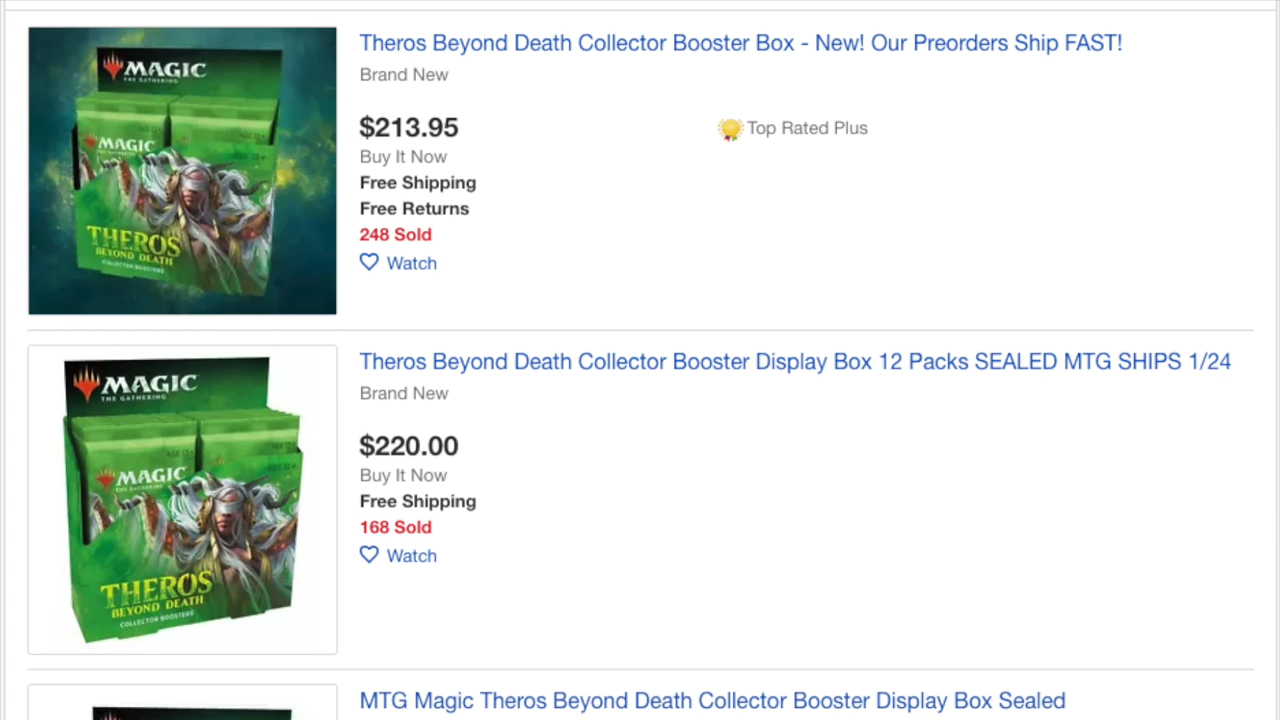 MAGIC
THE GATHERING
MAGIC
THE GATHERING
THEROS
BEYOND DEATH
COLLECTOR BOOSTERS
Theros Beyond Death Collector Booster Box - New! Our Preorders Ship FAST!
Brand New
$213.95
Top Rated Plus
Buy It Now
Free Shipping
Free Returns
248 Sold
Watch
MAGIC
THE GATHERING
MAGIC
THE GATHERING
THEROS
BEYOND DEATH
COLLECTOR BOOSTERS
Theros Beyond Death Collector Booster Display Box 12 Packs SEALED MTG SHIPS 1/24
Brand New
$220.00
Buy It Now
Free Shipping
168 Sold
Watch
MTG Magic Theros Beyond Death Collector Booster Display Box Sealed